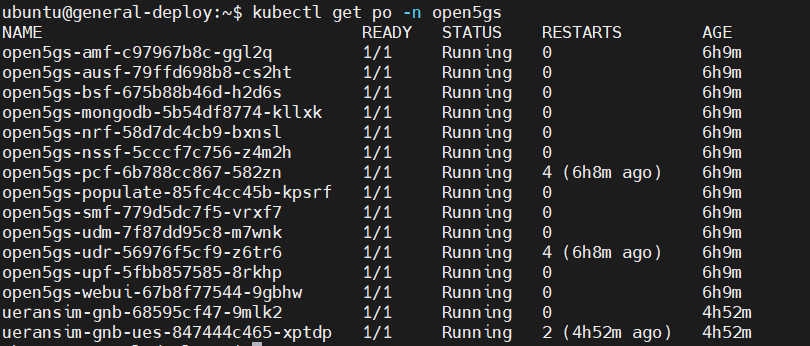 ubuntu@general-deploy:~$ kubectl get po -n open5gs
NAME READY STATUS RESTARTS AGE
open5gs-amf-c97967b8c-ggl2q 1/1 Running 0 6h9m
open5gs-ausf-79ffd698b8-cs2ht 1/1 Running 0 6h9m
open5gs-bsf-675b88b46d-h2d6s 1/1 Running 0 6h9m
open5gs-mongodb-5b54df8774-kllxk 1/1 Running 0 6h9m
open5gs-nrf-58d7dc4cb9-bxnsl 1/1 Running 0 6h9m
open5gs-nssf-5cccf7c756-z4m2h 1/1 Running 0 6h9m
open5gs-pcf-6b788cc867-582zn 1/1 Running 4 (6h8m ago) 6h9m
open5gs-populate-85fc4cc45b-kpsrf 1/1 Running 0 6h9m
open5gs-smf-779d5dc7f5-vrxf7 1/1 Running 0 6h9m
open5gs-udm-7f87dd95c8-m7wnk 1/1 Running 0 6h9m
open5gs-udr-56976f5cf9-z6tr6 1/1 Running 4 (6h8m ago) 6h9m
open5gs-upf-5fbb857585-8rkhp 1/1 Running 0 6h9m
open5gs-webui-67b8f77544-9gbhw 1/1 Running 0 6h9m
ueransim-gnb-68595cf47-9mlk2 1/1 Running 0 4h52m
ueransim-gnb-ues-847444c465-xptdp 1/1 Running 2 (4h52m ago) 4h52m